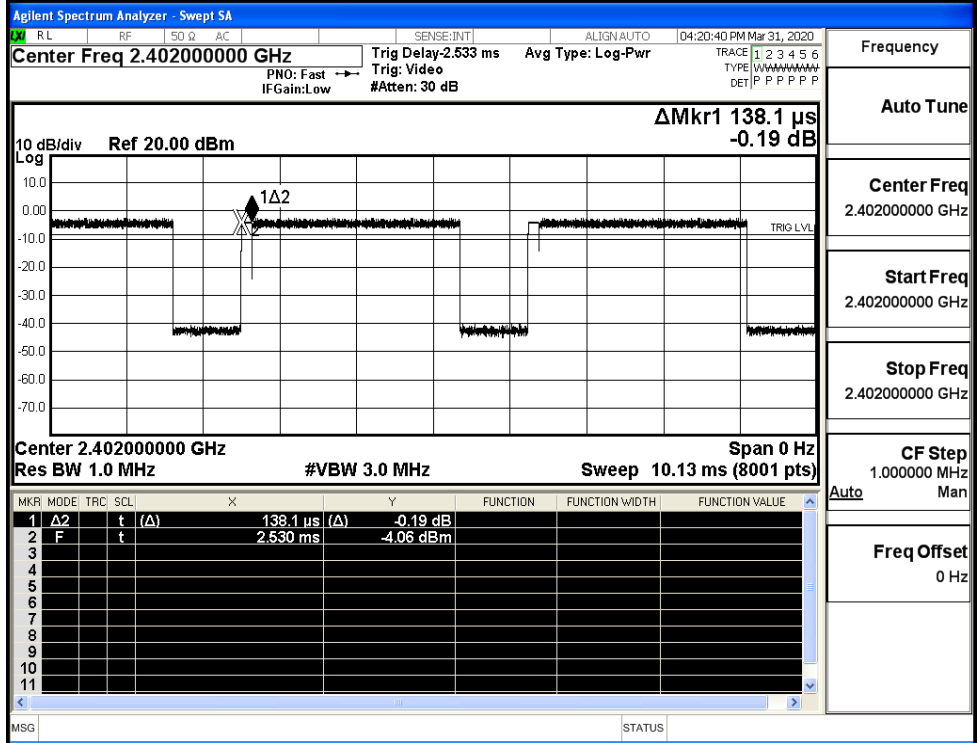 Agilent Spectrum Analyzer - Swept SA
LXI RL RF 50 Ω AC SENSE:INT ALIGN AUTO 04:20:40 PM Mar 31, 2020
Center Freq 2.402000000 GHz
PNO: Fast
IFGain:Low
Trig Delay-2.533 ms
Trig: Video
#Atten: 30 dB
Avg Type: Log-Pwr
TRACE 1 2 3 4 5 6
TYPE WWWWWW
DET P P P P P P
ΔMkr1 138.1 µs
-0.19 dB
10 dB/div Ref 20.00 dBm
Log
10.0
0.00
-10.0
-20.0
-30.0
-40.0
-50.0
-60.0
-70.0
1Δ2
TRIG LVL
Center 2.402000000 GHz Span 0 Hz
Res BW 1.0 MHz #VBW 3.0 MHz Sweep 10.13 ms (8001 pts)
MKR MODE TRC SCL X Y FUNCTION FUNCTION WIDTH FUNCTION VALUE
1 Δ2 t (Δ) 138.1 µs (Δ) -0.19 dB
2 F t 2.530 ms -4.06 dBm
3
4
5
6
7
8
9
10
11
MSG STATUS
Frequency
Auto Tune
Center Freq
2.402000000 GHz
Start Freq
2.402000000 GHz
Stop Freq
2.402000000 GHz
CF Step
1.000000 MHz
Auto Man
Freq Offset
0 Hz